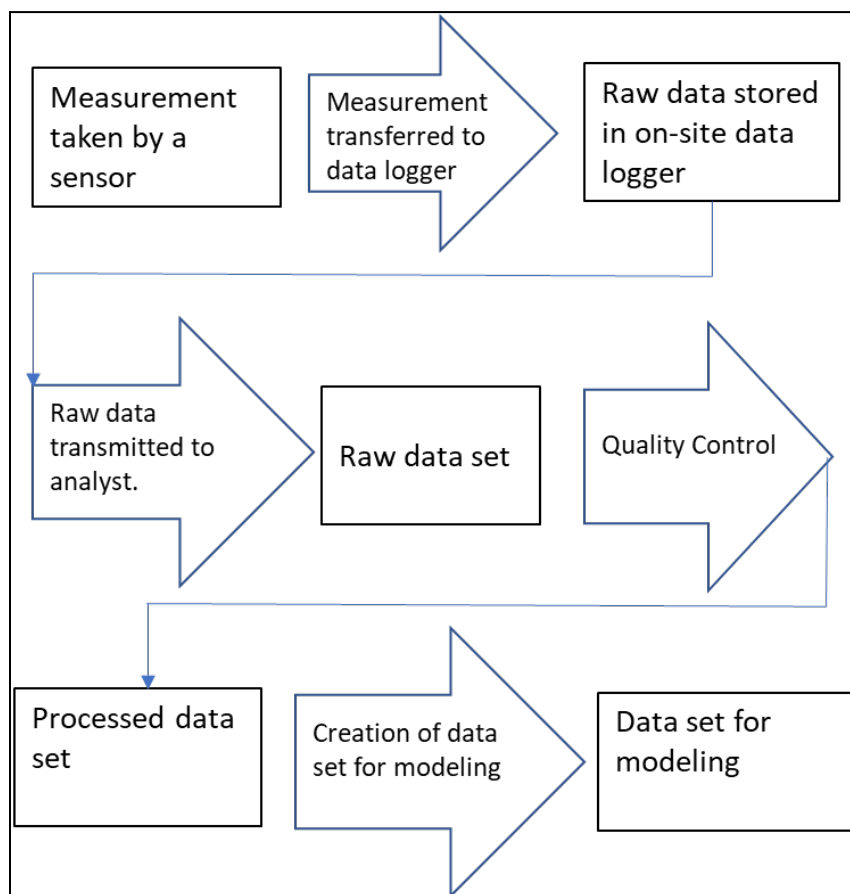 Measurement
taken by a
sensor
Measurement
transferred to
data logger
Raw data stored
in on-site data
logger
Raw data
transmitted to
analyst.
Raw data set
Quality Control
Processed data
set
Creation of data
set for modeling
Data set for
modeling